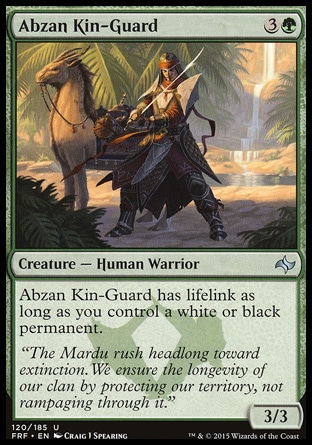 Abzan Kin-Guard 3
Creature — Human Warrior
Abzan Kin-Guard has lifelink as
long as you control a white or black
permanent.
"The Mardu rush headlong toward
extinction. We ensure the longevity of
our clan by protecting our territory, not
rampaging through it."
3/3
120/185 U
FRF • EN Craig J Spearing
™ & © 2015 Wizards of the Coast